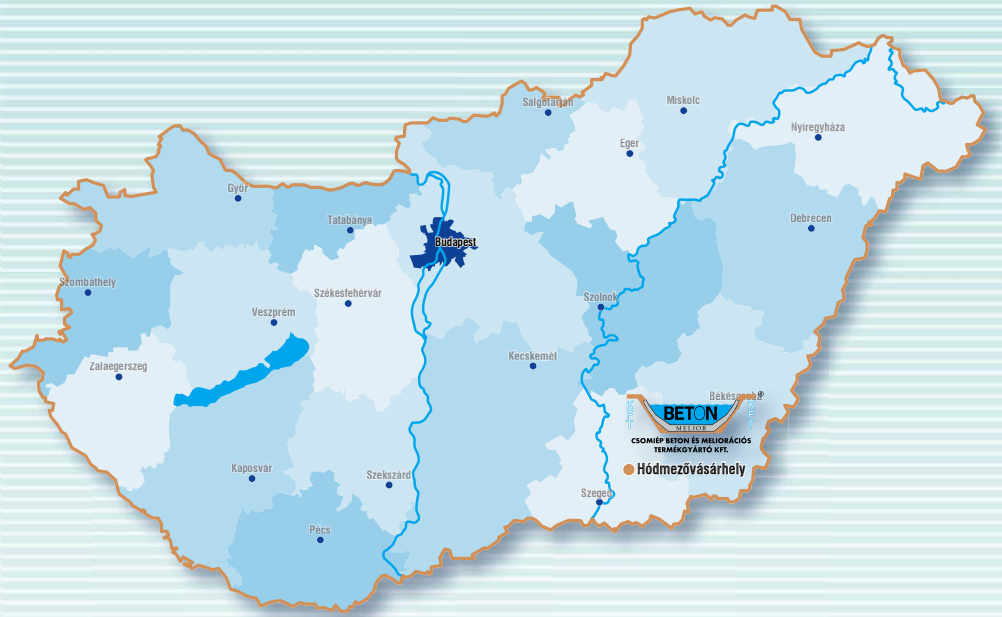 Salgótarján
Miskolc
Nyíregyháza
Eger
Győr
Tatabánya
Debrecen
Budapest
Szombathely
Székesfehérvár
Szolnok
Veszprém
Kecskemét
Zalaegerszeg
Békéscsaba
®
BETON
MELIOR
CSOMIÉP BETON ÉS MELIORÁCIÓS
TERMÉKGYÁRTÓ KFT.
Hódmezővásárhely
Kaposvár
Szekszárd
Szeged
Pécs